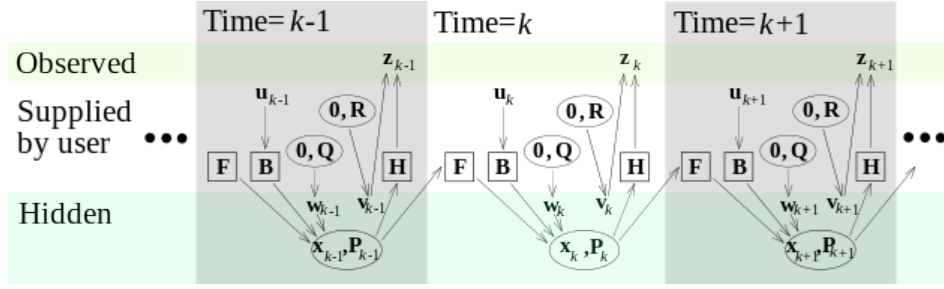 Time=k-1 Time=k Time=k+1
Observed z k-1 z k z k+1
Supplied by user ••• u k-1 0, R u k 0, R u k+1 0, R •••
0, Q 0, Q 0, Q
F B H F B H F B H
Hidden w k-1 v k-1 w k v k w k+1 v k+1
x k-1 ,P k-1 x k ,P k x k+1 ,P k+1